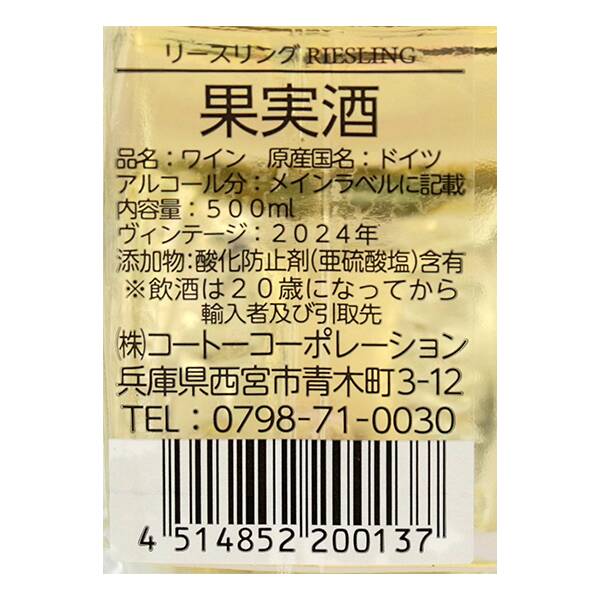 リースリング RIESLING
果実酒
品名：ワイン　原産国名：ドイツ
アルコール分：メインラベルに記載
内容量：５００ml
ヴィンテージ：２０２４年
添加物：酸化防止剤(亜硫酸塩)含有
※飲酒は２０歳になってから
輸入者及び引取先
㈱コートーコーポレーション
兵庫県西宮市青木町3-12
TEL：0798-71-0030
4 514852 200137